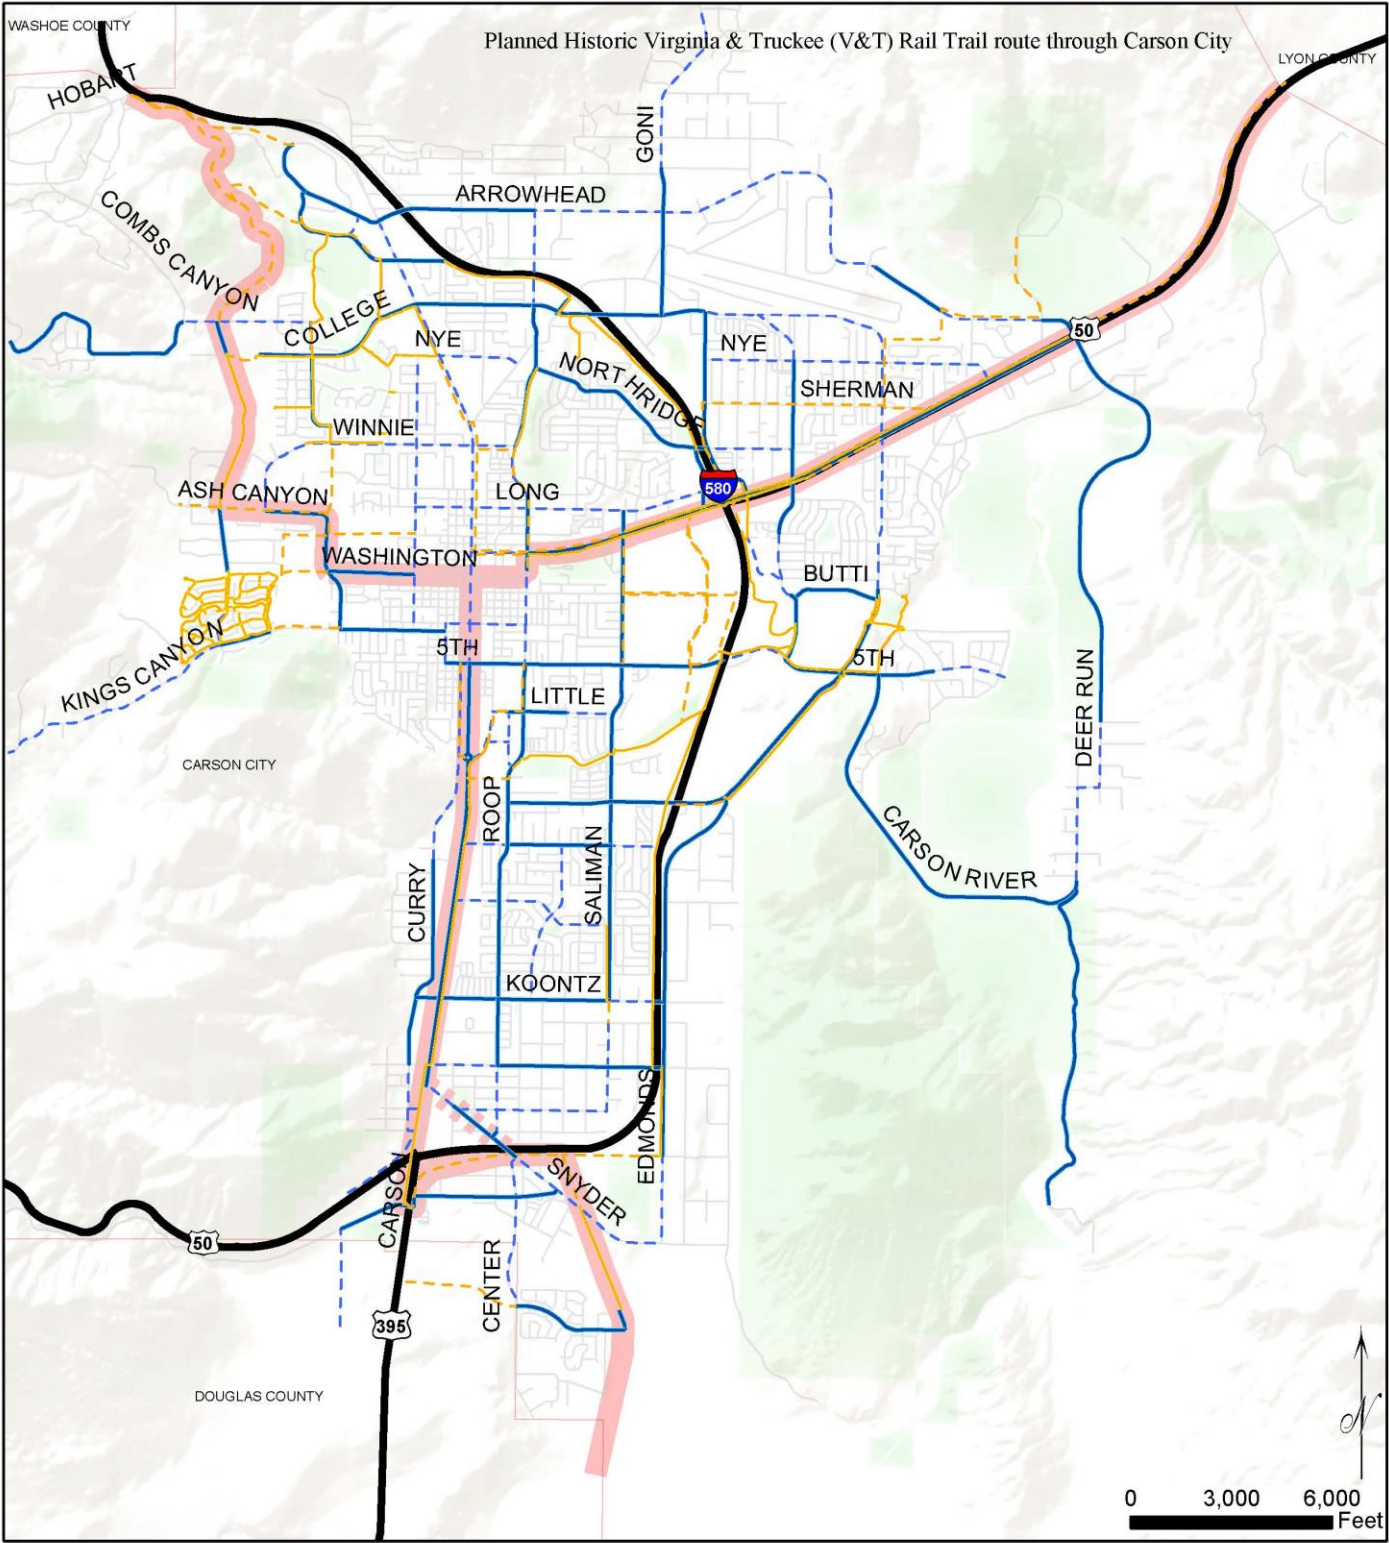 WASHOE COUNTY
Planned Historic Virginia & Truckee (V&T) Rail Trail route through Carson City
LYON COUNTY
HOBART
GONI
ARROWHEAD
COMBS CANYON
COLLEGE
NYE
50
NYE
NORTHRIDGE
SHERMAN
WINNIE
ASH CANYON
LONG
580
WASHINGTON
BUTTI
KINGS CANYON
5TH
5TH
LITTLE
DEER RUN
CARSON CITY
ROOP
SALIMAN
CARSON RIVER
CURRY
KOONTZ
EDMONDS
SNYDER
CARSON
50
CENTER
395
DOUGLAS COUNTY
N
0 3,000 6,000
Feet